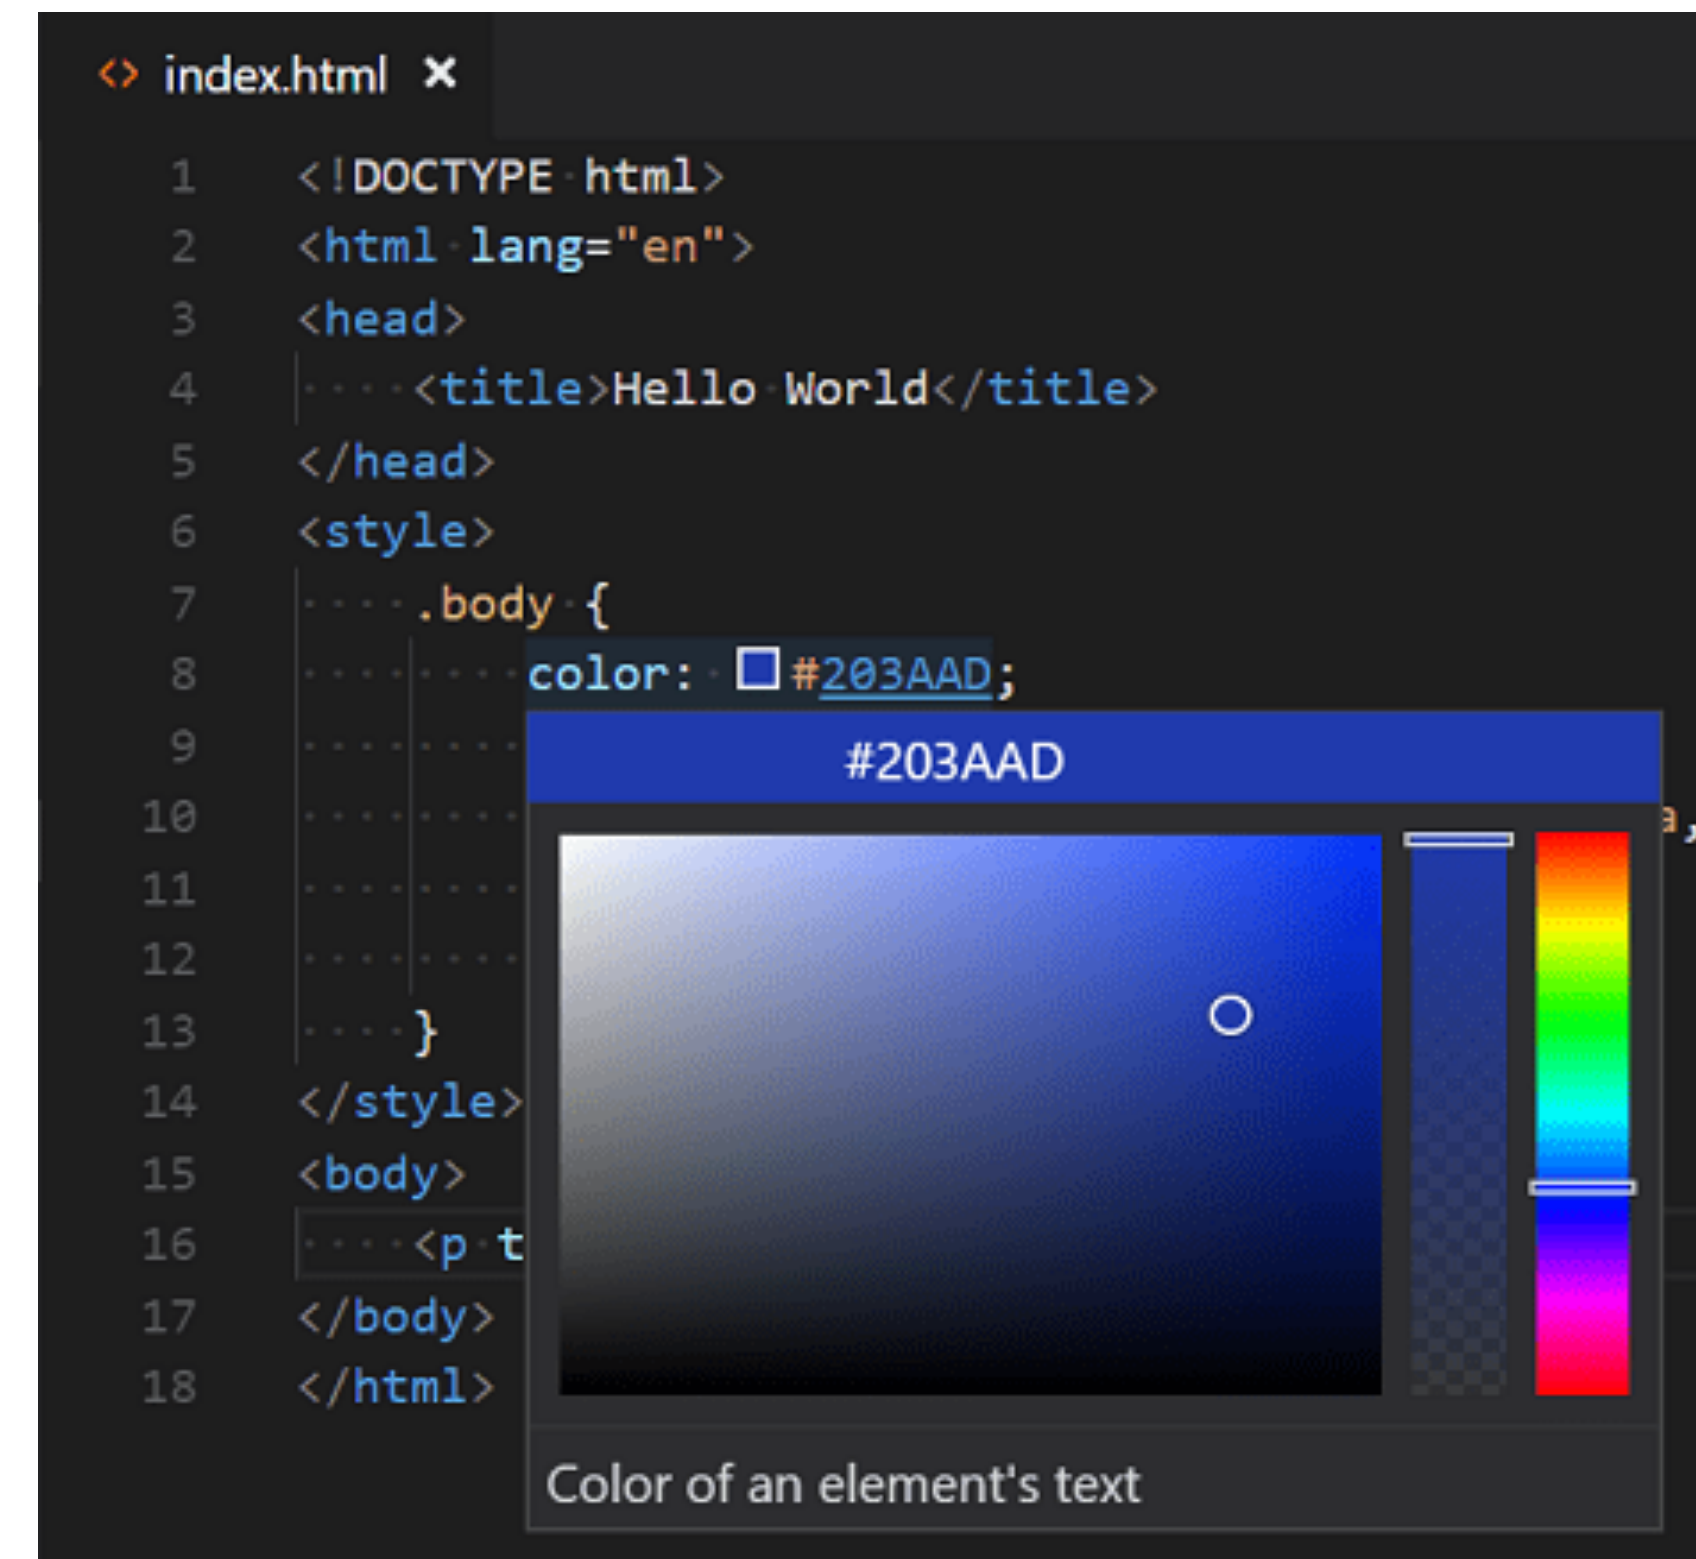 index.html
1 <!DOCTYPE html>
2 <html lang="en">
3 <head>
4 <title>Hello World</title>
5 </head>
6 <style>
7 .body {
8 color: #203AAD;
#203AAD
9
10 a,
11
12
13 }
14 </style>
15 <body>
16 <p t
17 </body>
18 </html>
Color of an element's text